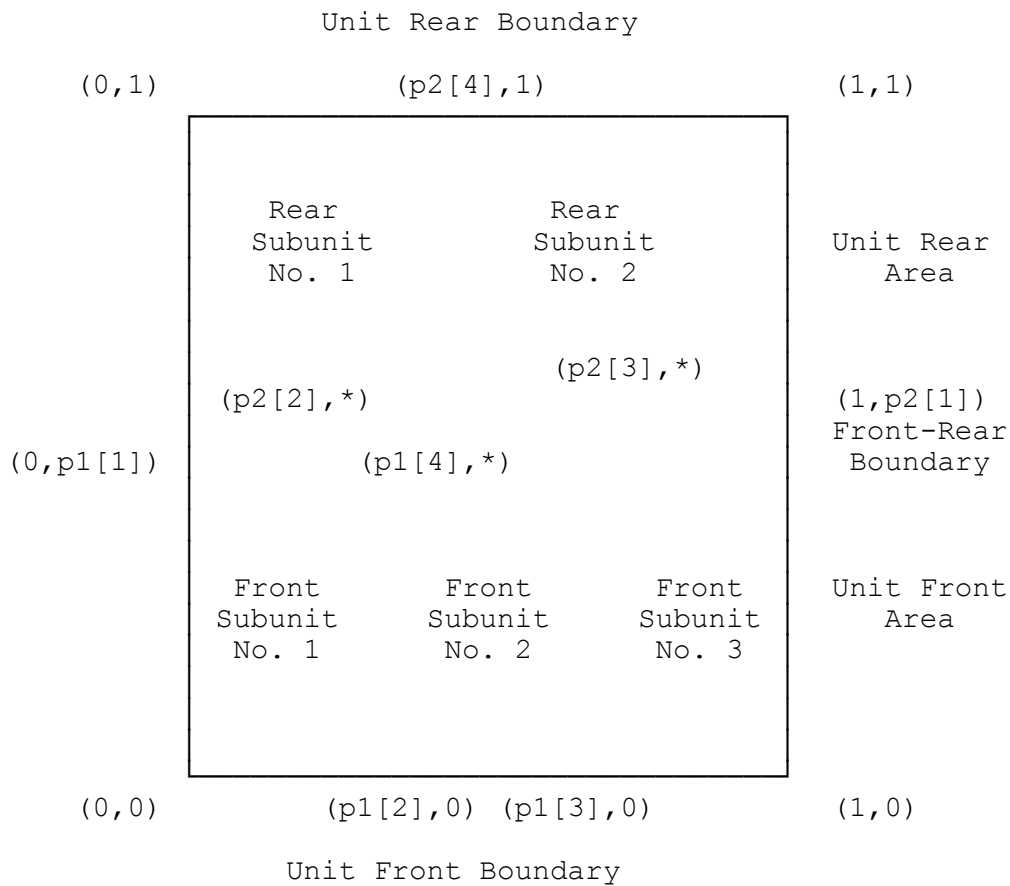 Unit Rear Boundary
(0,1) (p2[4],1) (1,1)
Rear Rear
Subunit Subunit Unit Rear
No. 1 No. 2 Area
(p2[3],*)
(p2[2],*) (1,p2[1])
Front-Rear
(0,p1[1]) (p1[4],*) Boundary
Front Front Front Unit Front
Subunit Subunit Subunit Area
No. 1 No. 2 No. 3
(0,0) (p1[2],0) (p1[3],0) (1,0)
Unit Front Boundary